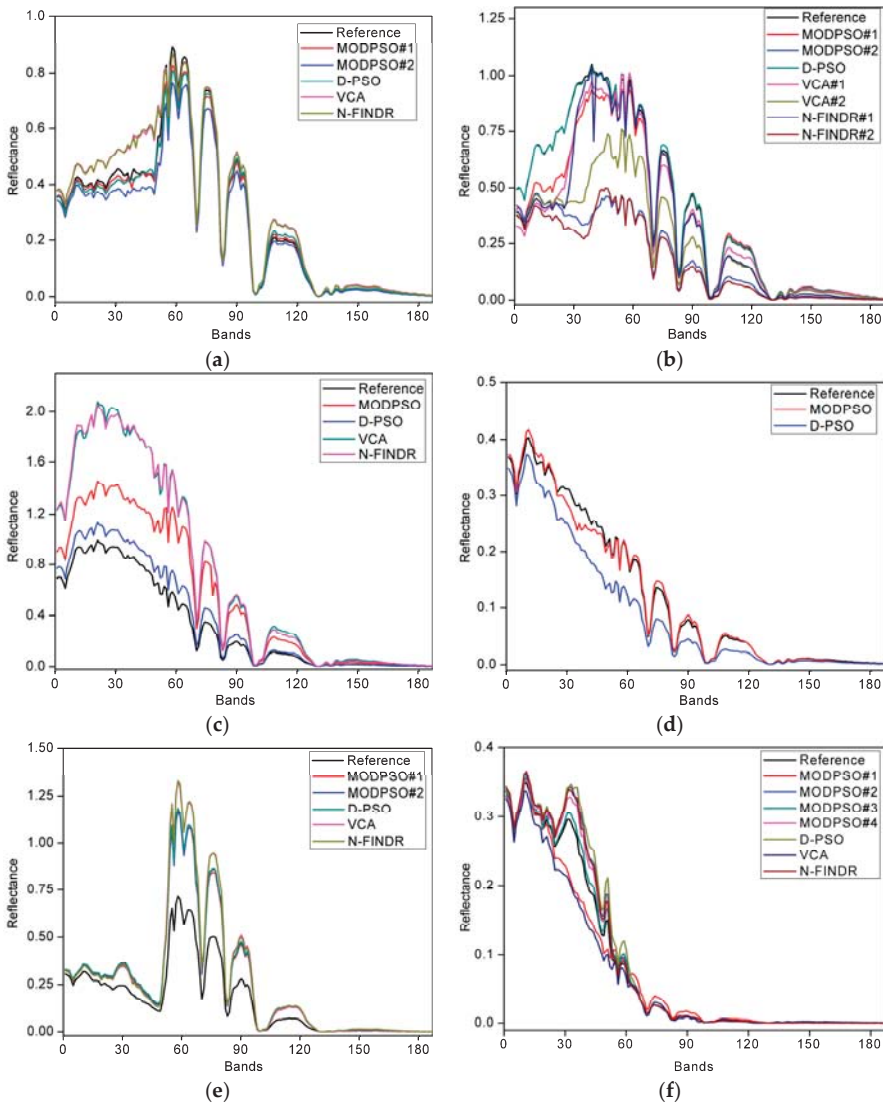 1.0
0.8
0.6
0.4
0.2
0.0
Reflectance
0 30 60 90 120 150 180
Bands
Reference
MODPSO#1
MODPSO#2
D-PSO
VCA
N-FINDR
(a)
1.25
1.00
0.75
0.50
0.25
0.00
Reflectance
0 30 60 90 120 150 180
Bands
Reference
MODPSO#1
MODPSO#2
D-PSO
VCA#1
VCA#2
N-FINDR#1
N-FINDR#2
(b)
2.0
1.6
1.2
0.8
0.4
0.0
Reflectance
0 30 60 90 120 150 180
Bands
Reference
MODPSO
D-PSO
VCA
N-FINDR
(c)
0.5
0.4
0.3
0.2
0.1
0.0
Reflectance
0 30 60 90 120 150 180
Bands
Reference
MODPSO
D-PSO
(d)
1.50
1.25
1.00
0.75
0.50
0.25
0.00
Reflectance
0 30 60 90 120 150 180
Bands
Reference
MODPSO#1
MODPSO#2
D-PSO
VCA
N-FINDR
(e)
0.4
0.3
0.2
0.1
0.0
Reflectance
0 30 60 90 120 150 180
Bands
Reference
MODPSO#1
MODPSO#2
MODPSO#3
MODPSO#4
D-PSO
VCA
N-FINDR
(f)